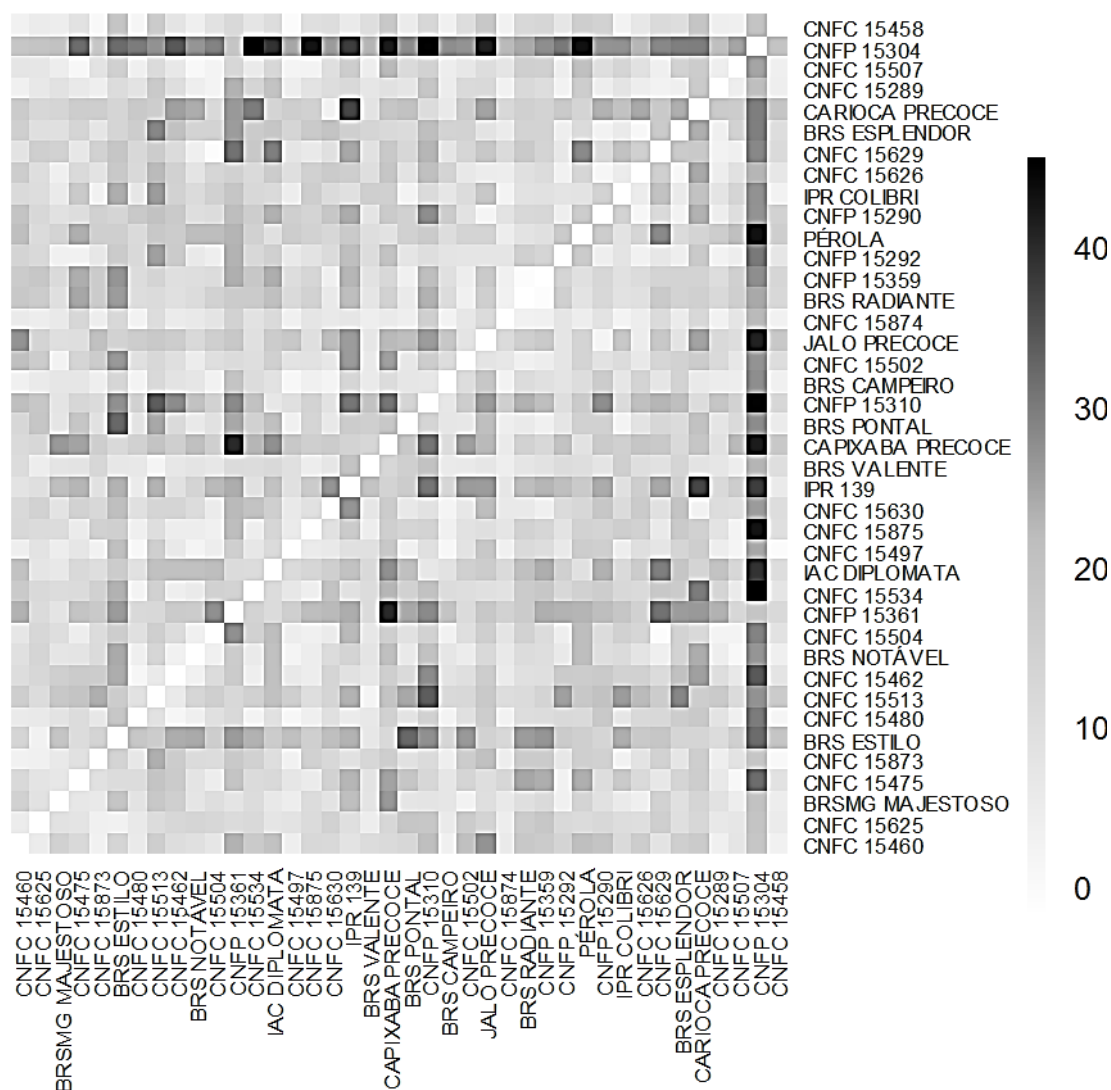 CNFC 15458
CNFP 15304
CNFC 15507
CNFC 15289
CARIOCA PRECOCE
BRS ESPLENDOR
CNFC 15629
CNFC 15626
IPR COLIBRI
CNFP 15290
PÉROLA
CNFP 15292
CNFP 15359
BRS RADIANTE
CNFC 15874
JALO PRECOCE
CNFC 15502
BRS CAMPEIRO
CNFP 15310
BRS PONTAL
CAPIXABA PRECOCE
BRS VALENTE
IPR 139
CNFC 15630
CNFC 15875
CNFC 15497
IAC DIPLOMATA
CNFC 15534
CNFP 15361
CNFC 15504
BRS NOTÁVEL
CNFC 15462
CNFC 15513
CNFC 15480
BRS ESTILO
CNFC 15873
CNFC 15475
BRSMG MAJESTOSO
CNFC 15625
CNFC 15460
40
30
20
10
0
CNFC 15460
CNFC 15625
BRSMG MAJESTOSO
CNFC 15475
CNFC 15873
BRS ESTILO
CNFC 15480
CNFC 15513
CNFC 15462
BRS NOTÁVEL
CNFC 15504
CNFP 15361
CNFC 15534
IAC DIPLOMATA
CNFC 15497
CNFC 15875
CNFC 15630
IPR 139
BRS VALENTE
CAPIXABA PRECOCE
BRS PONTAL
CNFP 15310
BRS CAMPEIRO
CNFC 15502
JALO PRECOCE
CNFC 15874
BRS RADIANTE
CNFP 15359
CNFP 15292
PÉROLA
CNFP 15290
IPR COLIBRI
CNFC 15626
CNFC 15629
BRS ESPLENDOR
CARIOCA PRECOCE
CNFC 15289
CNFC 15507
CNFP 15304
CNFC 15458